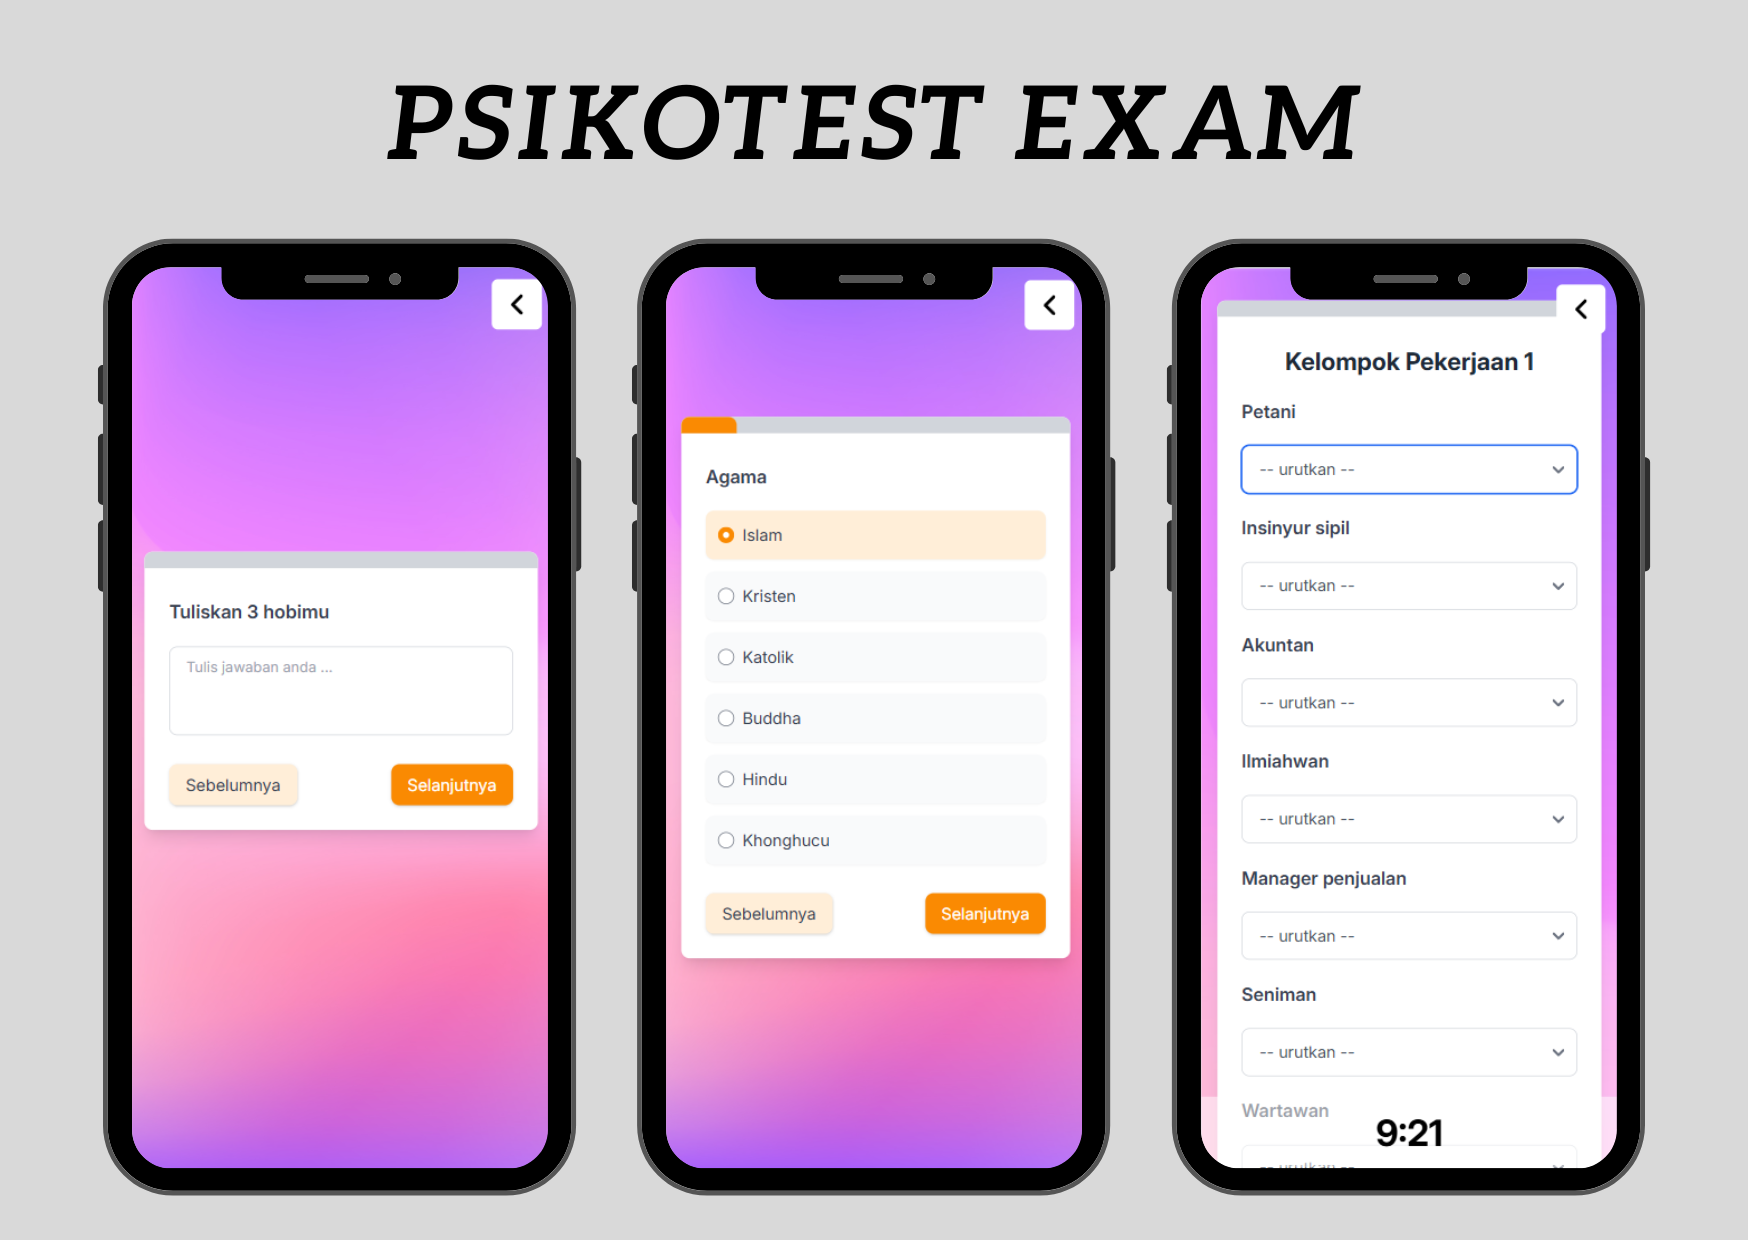 PSIKOTEST EXAM
Tuliskan 3 hobimu
Tulis jawaban anda ...
Sebelumnya
Selanjutnya
Agama
Islam
Kristen
Katolik
Buddha
Hindu
Khonghucu
Sebelumnya
Selanjutnya
Kelompok Pekerjaan 1
Petani
-- urutkan --
Insinyur sipil
-- urutkan --
Akuntan
-- urutkan --
Ilmiahwan
-- urutkan --
Manager penjualan
-- urutkan --
Seniman
-- urutkan --
Wartawan
9:21
-- urutkan --